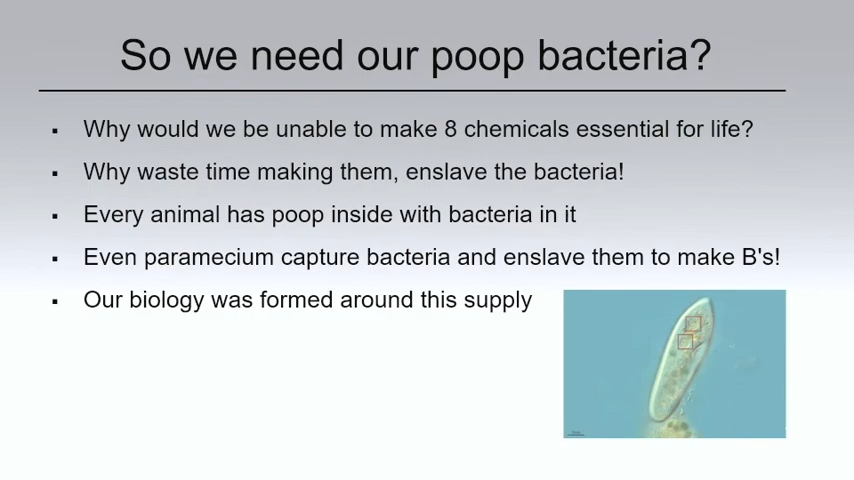 So we need our poop bacteria?
Why would we be unable to make 8 chemicals essential for life?
Why waste time making them, enslave the bacteria!
Every animal has poop inside with bacteria in it
Even paramecium capture bacteria and enslave them to make B's!
Our biology was formed around this supply